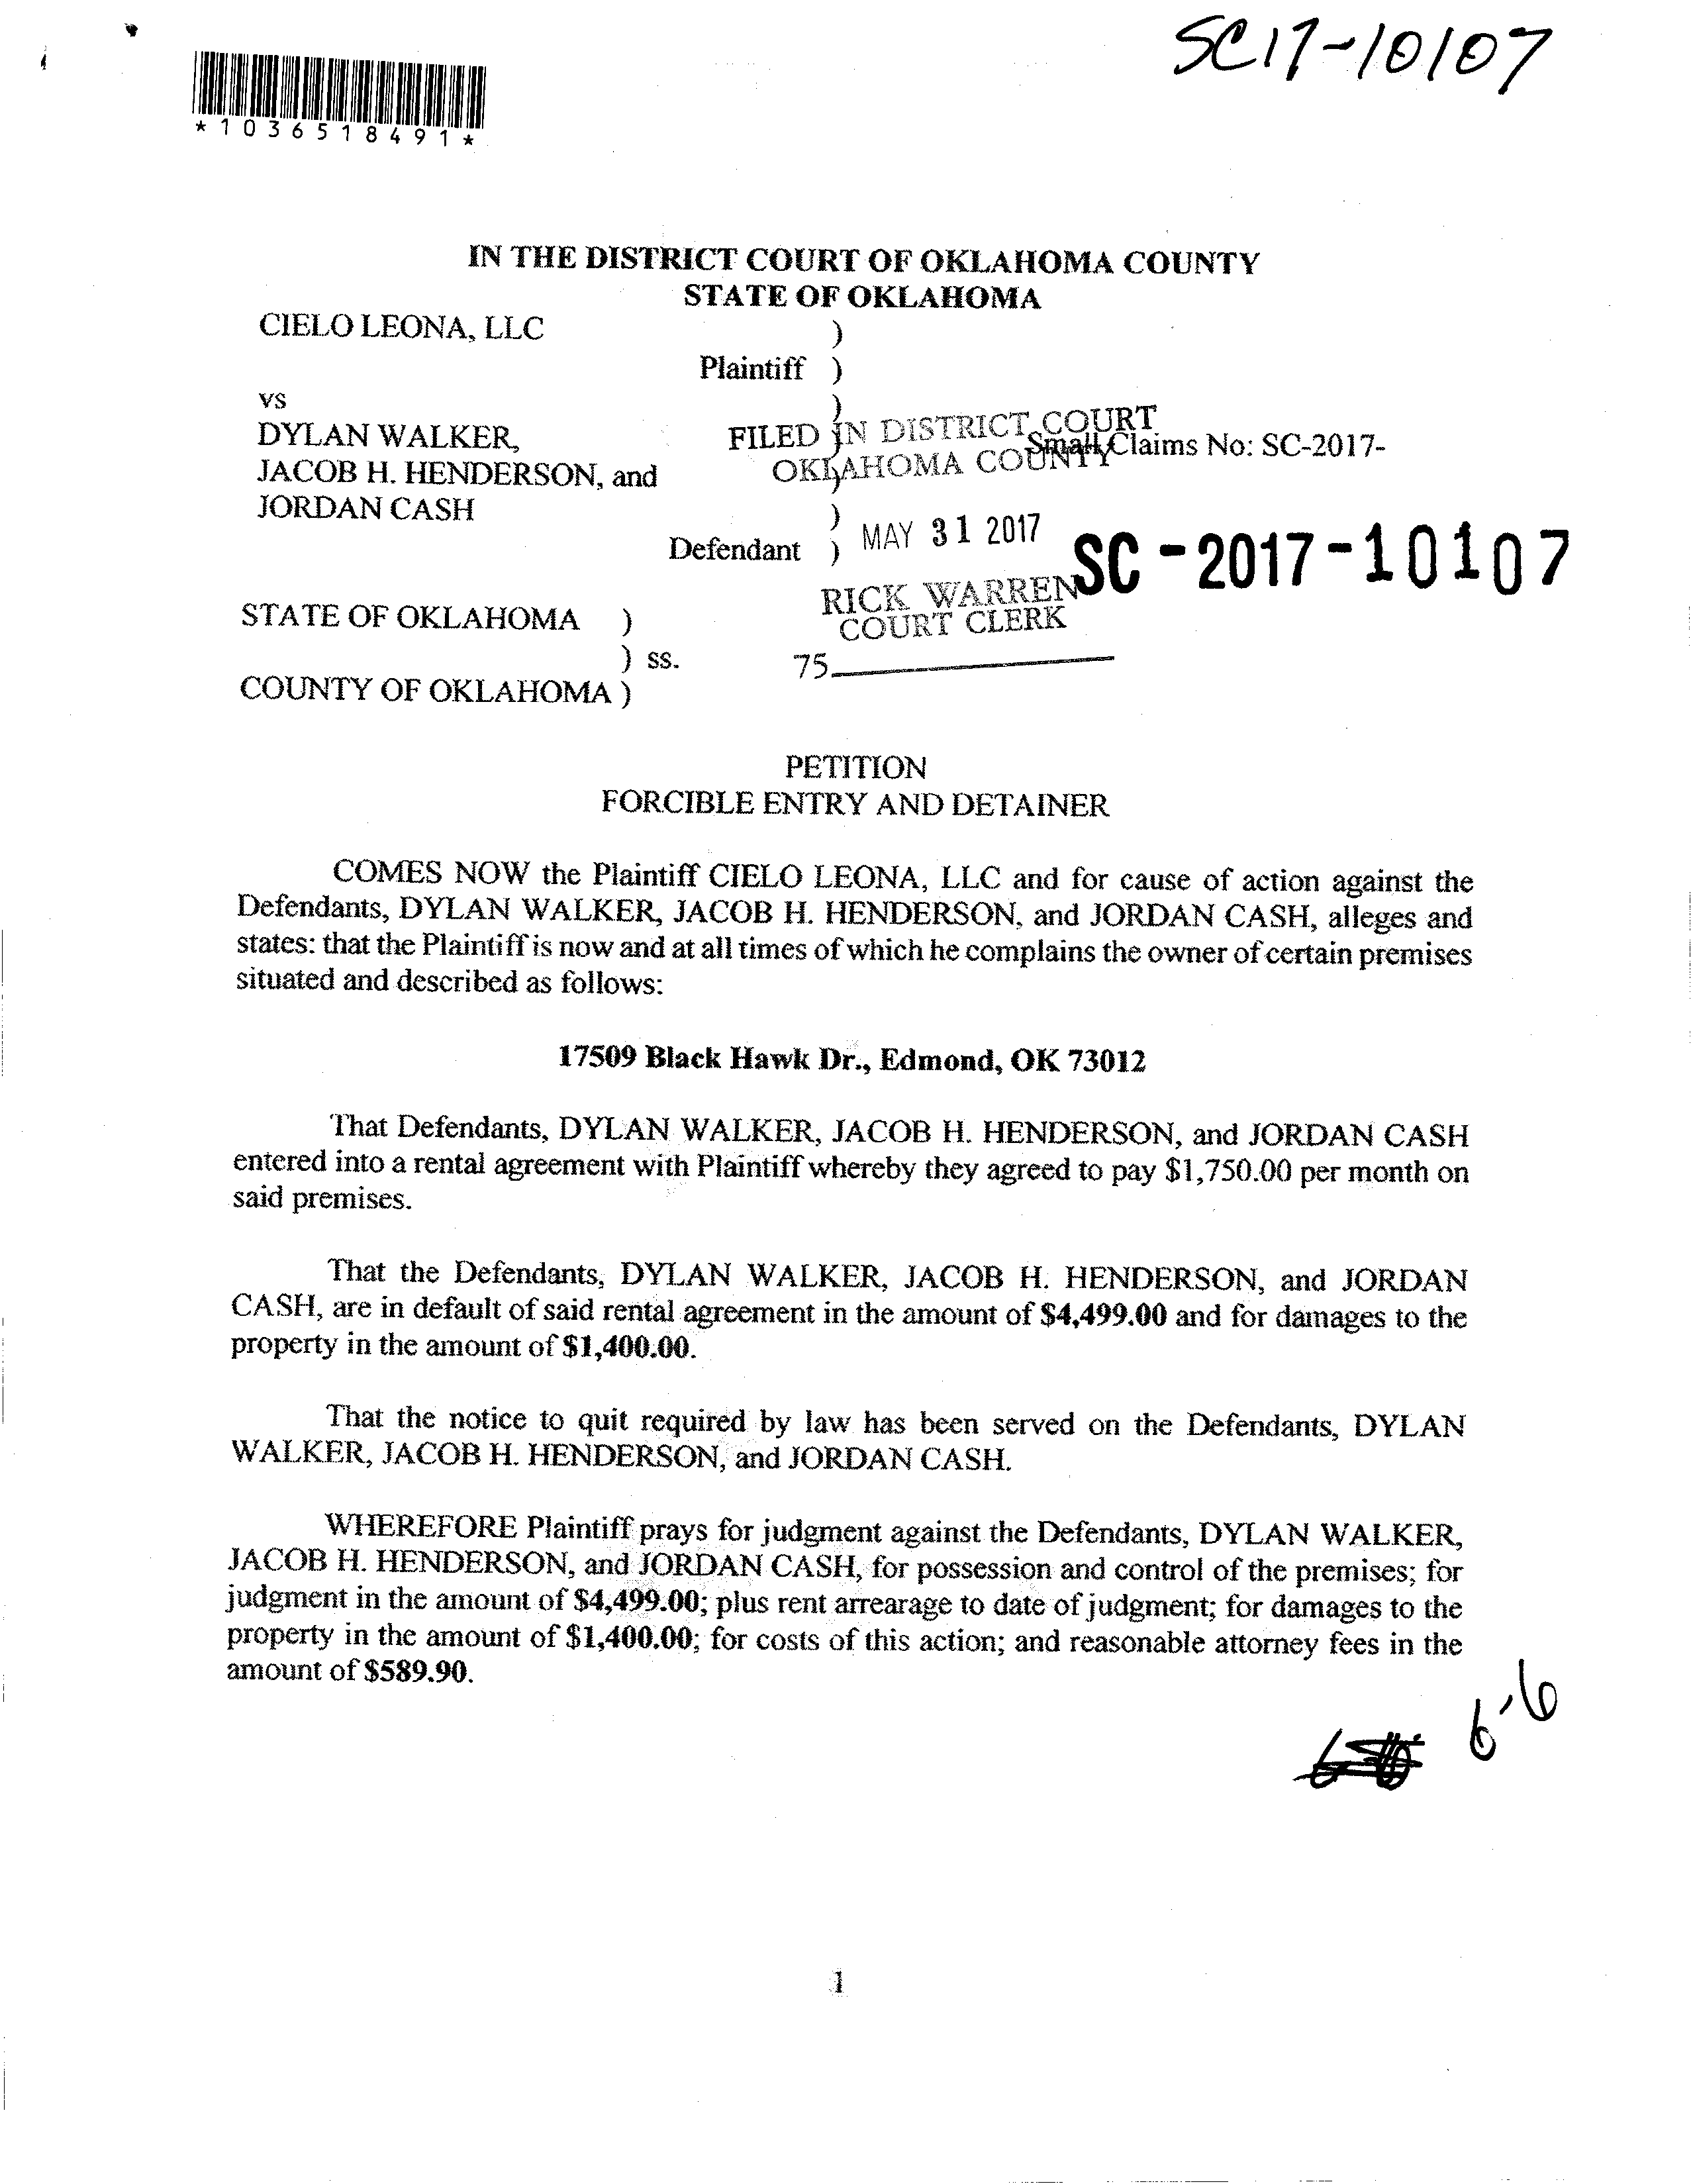 SC17-10107
*1036518491*
IN THE DISTRICT COURT OF OKLAHOMA COUNTY
STATE OF OKLAHOMA
CIELO LEONA, LLC )
Plaintiff )
vs )
DYLAN WALKER, FILED IN DISTRICT COURT
OKLAHOMA COUNTY Small Claims No: SC-2017-
JACOB H. HENDERSON, and )
JORDAN CASH )
Defendant ) MAY 31 2017 SC-2017-10107
RICK WARREN
COURT CLERK
STATE OF OKLAHOMA )
) ss. 75
COUNTY OF OKLAHOMA )
PETITION
FORCIBLE ENTRY AND DETAINER
COMES NOW the Plaintiff CIELO LEONA, LLC and for cause of action against the
Defendants, DYLAN WALKER, JACOB H. HENDERSON, and JORDAN CASH, alleges and
states: that the Plaintiff is now and at all times of which he complains the owner of certain premises
situated and described as follows:
17509 Black Hawk Dr., Edmond, OK 73012
That Defendants, DYLAN WALKER, JACOB H. HENDERSON, and JORDAN CASH
entered into a rental agreement with Plaintiff whereby they agreed to pay $1,750.00 per month on
said premises.
That the Defendants, DYLAN WALKER, JACOB H. HENDERSON, and JORDAN
CASH, are in default of said rental agreement in the amount of $4,499.00 and for damages to the
property in the amount of $1,400.00.
That the notice to quit required by law has been served on the Defendants, DYLAN
WALKER, JACOB H. HENDERSON, and JORDAN CASH.
WHEREFORE Plaintiff prays for judgment against the Defendants, DYLAN WALKER,
JACOB H. HENDERSON, and JORDAN CASH, for possession and control of the premises; for
judgment in the amount of $4,499.00; plus rent arrearage to date of judgment; for damages to the
property in the amount of $1,400.00; for costs of this action; and reasonable attorney fees in the
amount of $589.90.
6-6
1